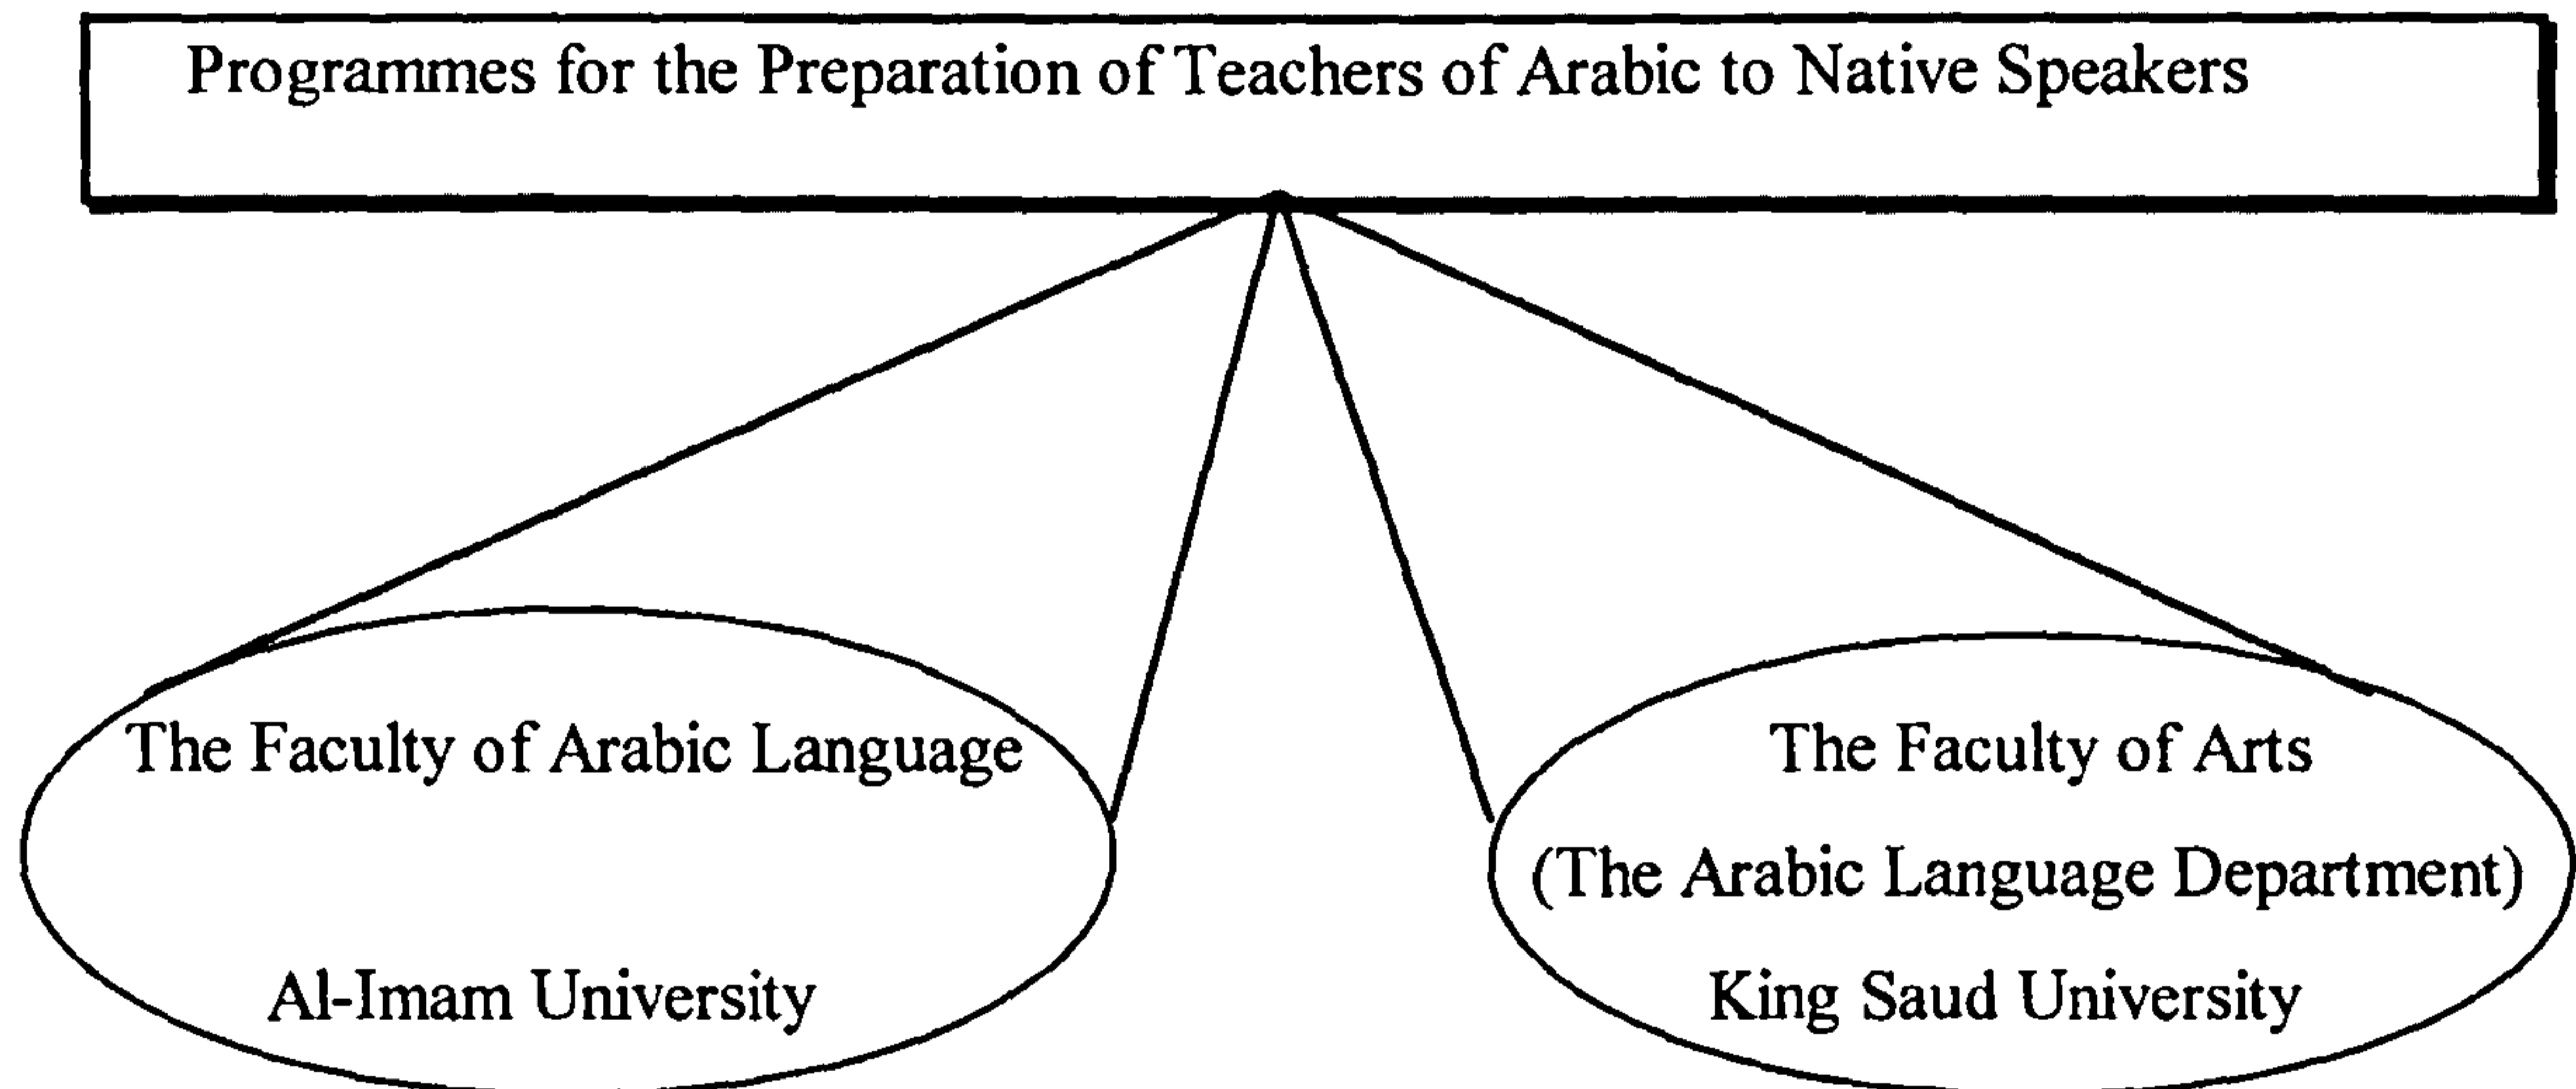 Programmes for the Preparation of Teachers of Arabic to Native Speakers
The Faculty of Arabic Language
Al-Imam University
The Faculty of Arts
(The Arabic Language Department)
King Saud University